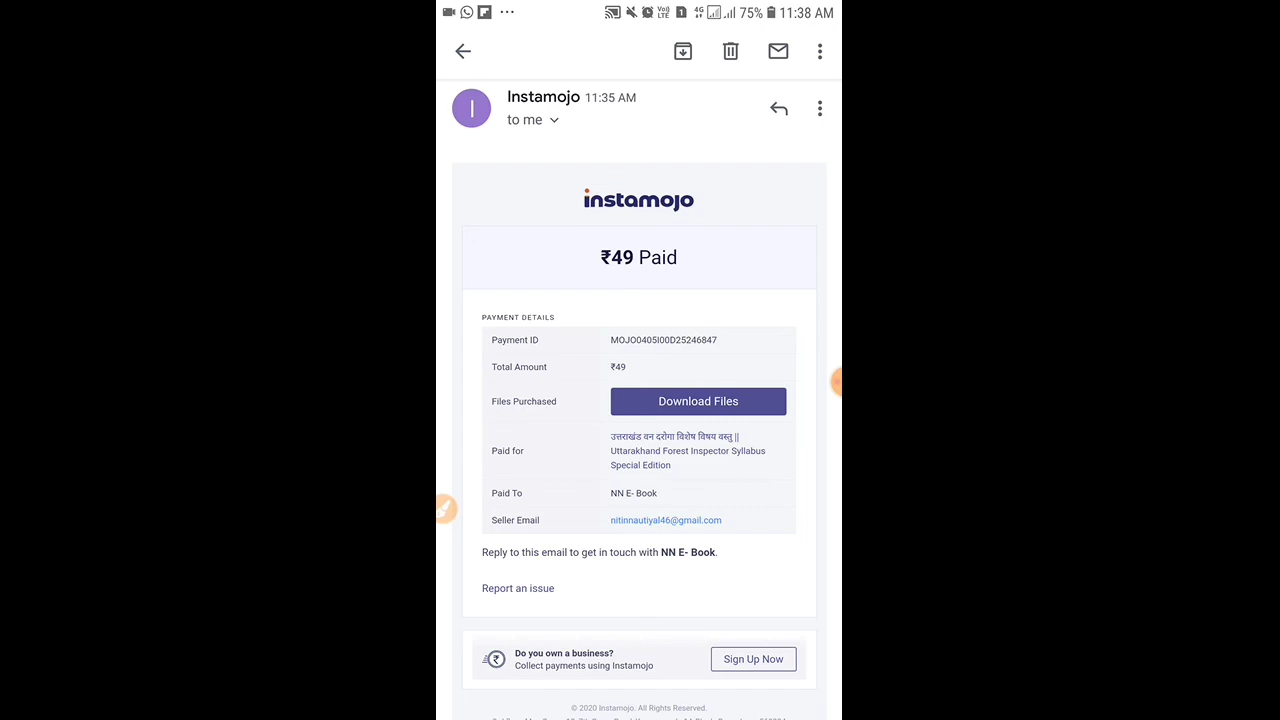 Vo) LTE 1 4G 75% 11:38 AM
I
Instamojo 11:35 AM
to me
instamojo
₹49 Paid
PAYMENT DETAILS
Payment ID MOJO0405I00D25246847
Total Amount ₹49
Files Purchased Download Files
उत्तराखंड वन दरोगा विशेष विषय वस्तु ||
Paid for Uttarakhand Forest Inspector Syllabus
Special Edition
Paid To NN E- Book
Seller Email nitinnautiyal46@gmail.com
Reply to this email to get in touch with NN E- Book.
Report an issue
Do you own a business?
Collect payments using Instamojo
Sign Up Now
© 2020 Instamojo. All Rights Reserved.